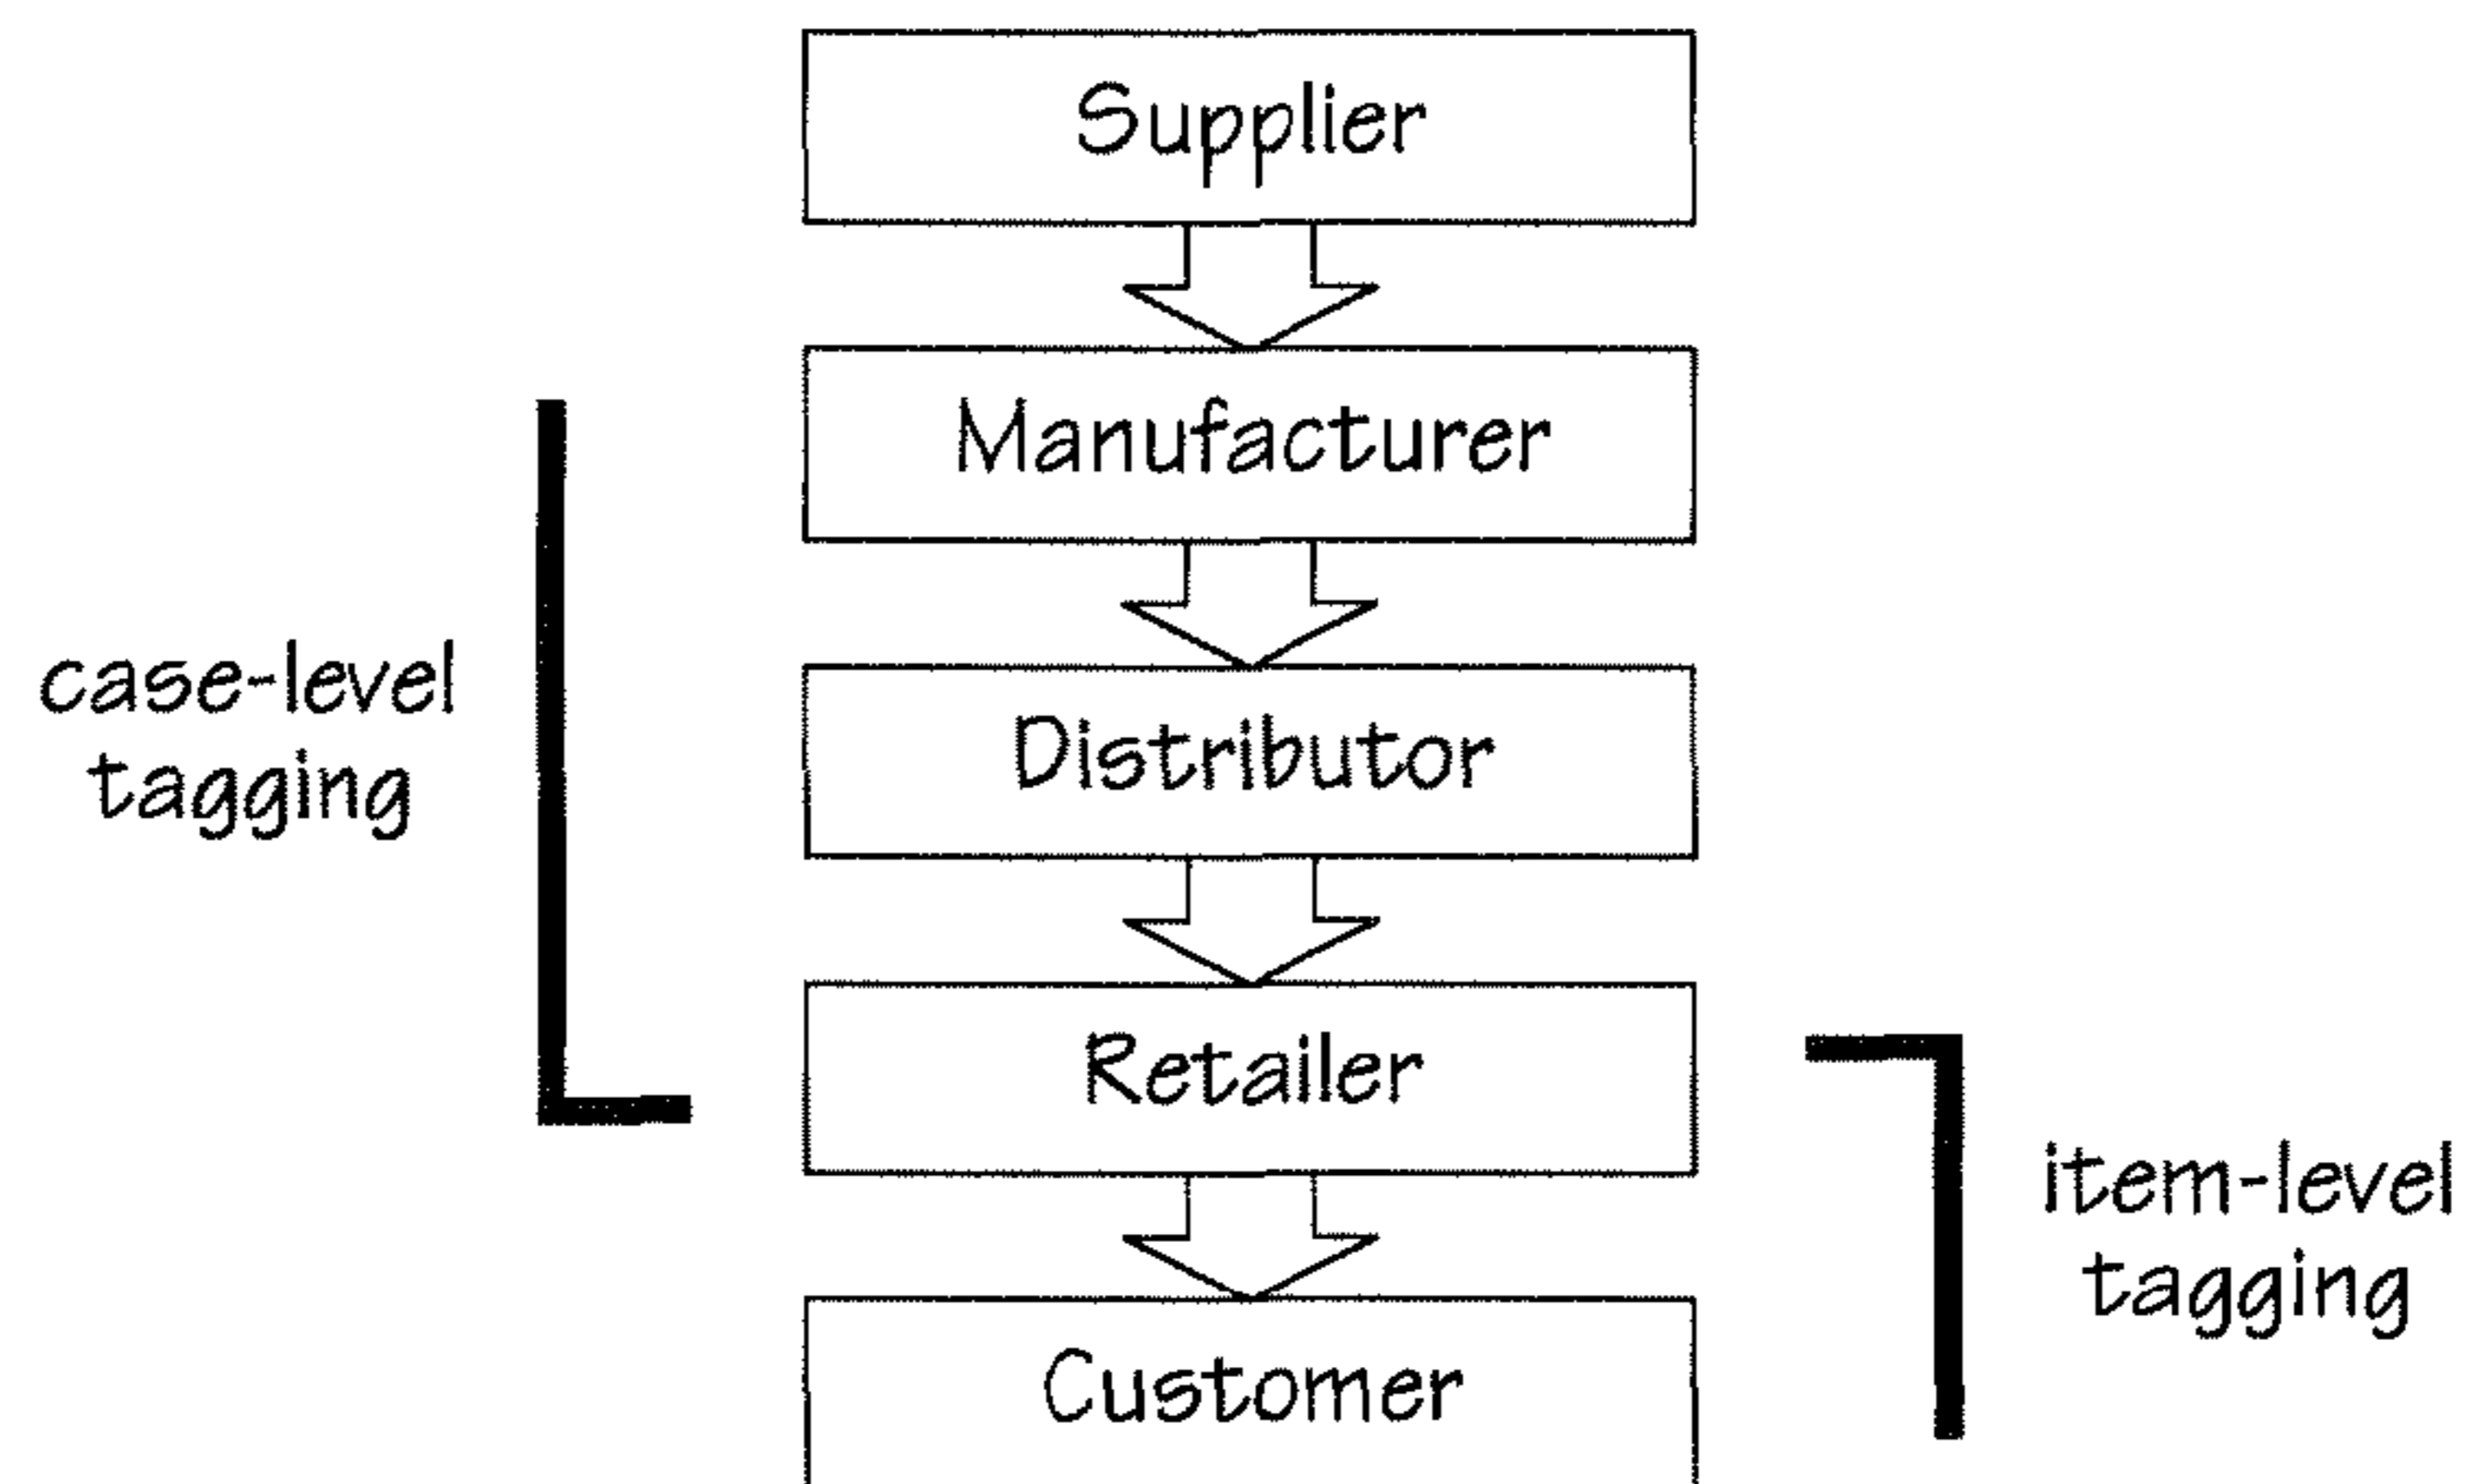 Supplier
Manufacturer
case-level
tagging
Distributor
Retailer
item-level
tagging
Customer